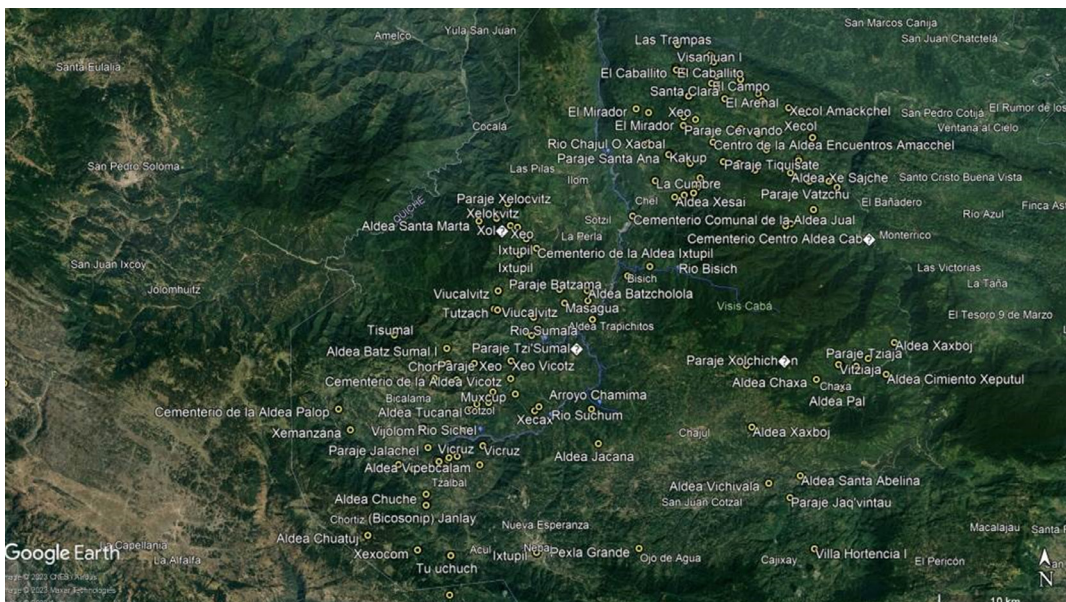 San Marcos Canija
Yula San Juan
Amelco
Las Trampas
San Juan Chatctelá
Visanjuan I
Santa Eulalia
El Caballito
El Caballito
El Campo
Santa Clara
El Arenal
El Mirador
Xeo
Xecol Amackchel
San Pedro Cotijá
El Rumor de los
Cocalá
El Mirador
Paraje Cervando
Xecol
Ventana al Cielo
Rio Chajul O Xacbal
Centro de la Aldea Encuentros Amacchel
San Pedro Soloma
Las Pilas
Paraje Santa Ana
Kakup
Paraje Tiquisate
Ilom
La Cumbre
Aldea Xe Sajche
Santo Cristo Buena Vista
Paraje Xelocvitz
Chel
Aldea Xesai
Paraje Vatzchu
El Bañadero
Finca Ast
QUICHÉ
Xelokvitz
Rio Azul
Aldea Santa Marta
Xol�
Xeo
Sotzil
Cementerio Comunal de la Aldea Jual
La Perla
Cementerio Centro Aldea Cab�
Monterrico
Ixtupil
Cementerio de la Aldea Ixtupil
San Juan Ixcoy
Ixtupil
Rio Bisich
Las Victorias
Bisich
La Taña
Jolomhuitz
Paraje Batzama
Viucalvitz
Aldea Batzcholola
Visis Cabá
Tutzach
Viucalvitz
Masagua
El Tesoro 9 de Marzo
Tisumal
Rio Sumala
Aldea Trapichitos
Aldea Batz Sumal I
Paraje Tzi'Sumal�
Aldea Xaxboj
Paraje Xolchich�n
Paraje Tziaja
Chor
Paraje Xeo
Xeo Vicotz
Vitziaja
Cementerio de la Aldea Vicotz
Aldea Chaxa
Chaxa
Aldea Cimiento Xeputul
Bicalama
Muxcup
Arroyo Chamima
Aldea Pal
Cementerio de la Aldea Palop
Aldea Tucanal
Cotzol
Xecax
Rio Suchum
Xemanzana
Vijolom
Rio Sichel
Chajul
Aldea Xaxboj
Paraje Jalachel
Vicruz
Vicruz
Aldea Jacana
Aldea Vipebcalam
Tzalbal
Aldea Vichivala
Aldea Santa Abelina
Aldea Chuche
San Juan Cotzal
Paraje Jaq'vintau
Chortiz
(Bicosonip) Janlay
Nueva Esperanza
Macalajau
Santa F
Aldea Chuatuj
La Capellania
Xexocom
Acul
Ixtupil
Nebaj
Pexla Grande
Ojo de Agua
Cajixay
Villa Hortencia I
El Pericón
La Alfalfa
Tu uchuch
Google Earth
N
10 km